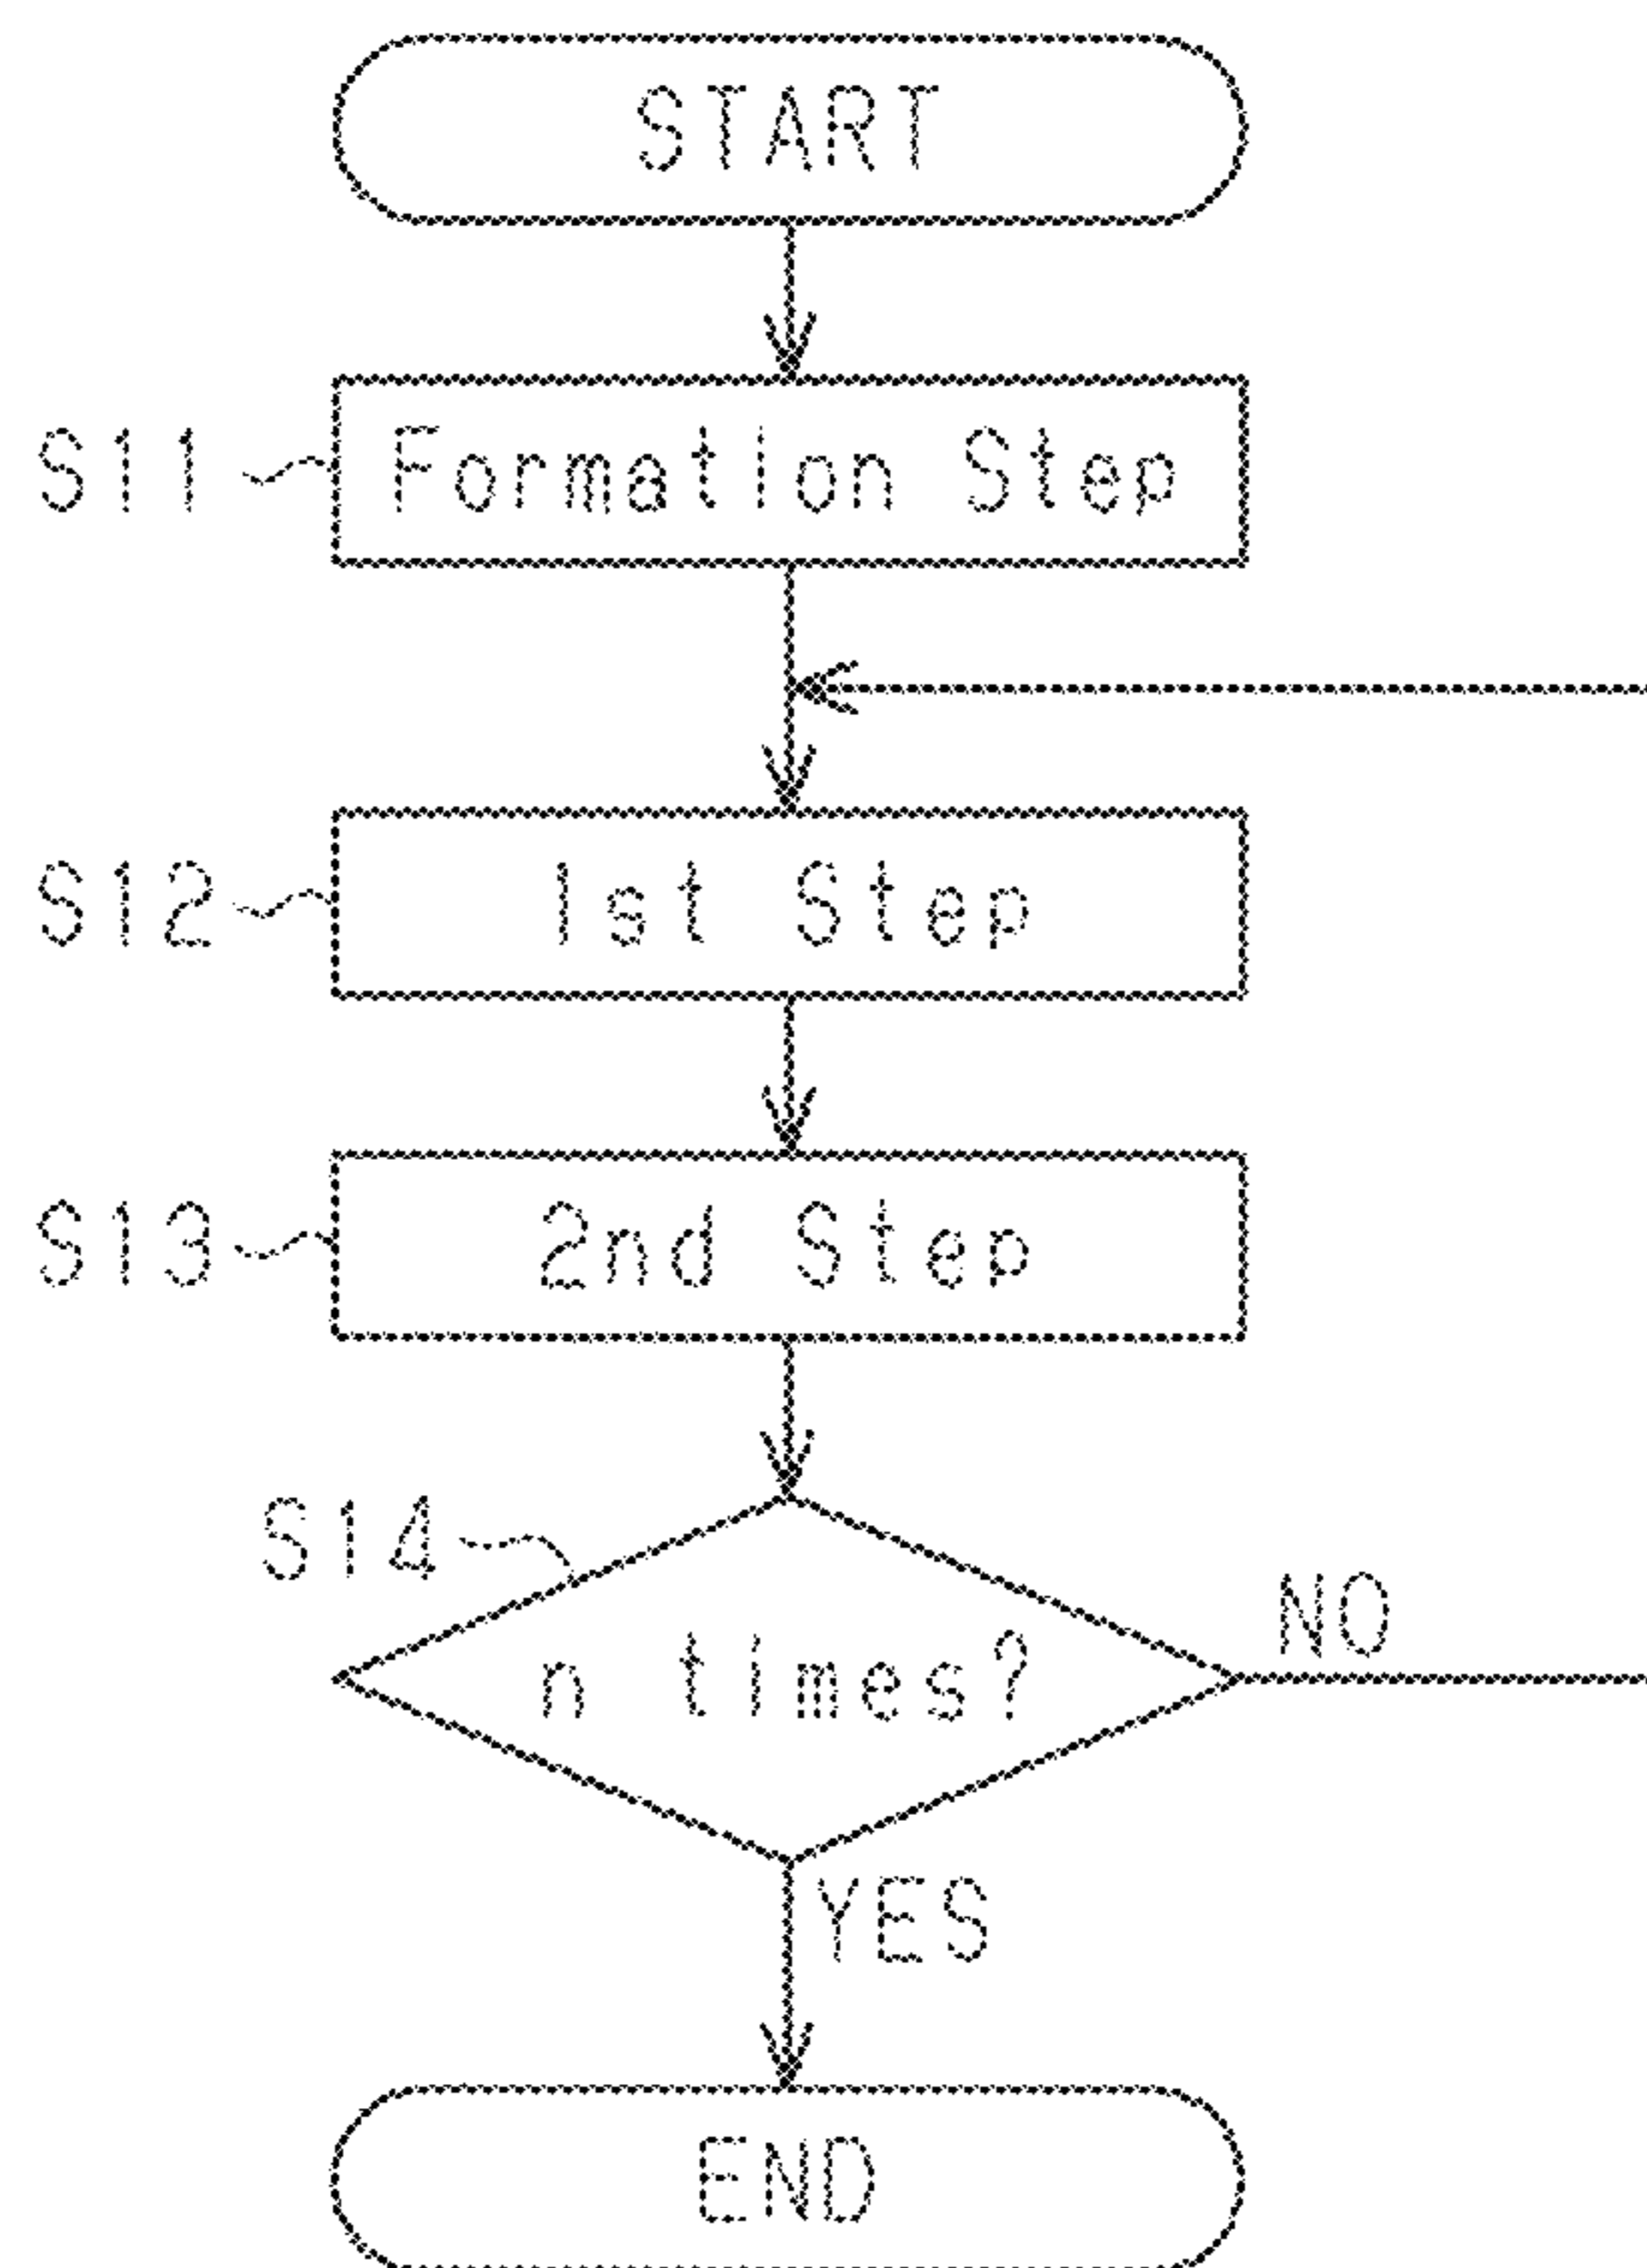 START
S11 Formation Step
S12 1st Step
S13 2nd Step
S14
n times?
NO
YES
END